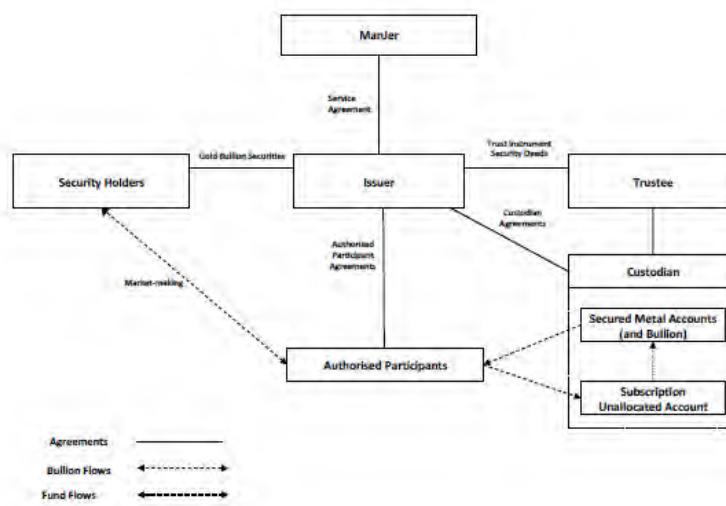 ManJer
Service
Agreement
Gold Bullion Securities
Trust Instrument
Security Deeds
Security Holders
Issuer
Trustee
Custodian
Agreements
Authorised
Participant
Agreements
Custodian
Market-making
Secured Metal Accounts
(and Bullion)
Authorised Participants
Subscription
Unallocated Account
Agreements
Bullion Flows
Fund Flows